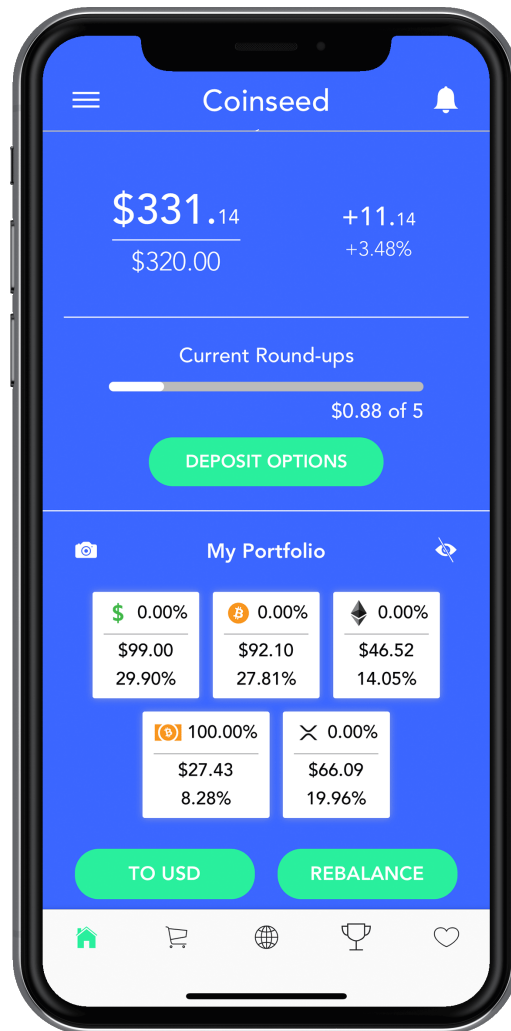 Coinseed
$331.14
+11.14
$320.00
+3.48%
Current Round-ups
$0.88 of 5
DEPOSIT OPTIONS
My Portfolio
$ 0.00%
$99.00
29.90%
0.00%
$92.10
27.81%
0.00%
$46.52
14.05%
100.00%
$27.43
8.28%
0.00%
$66.09
19.96%
TO USD
REBALANCE